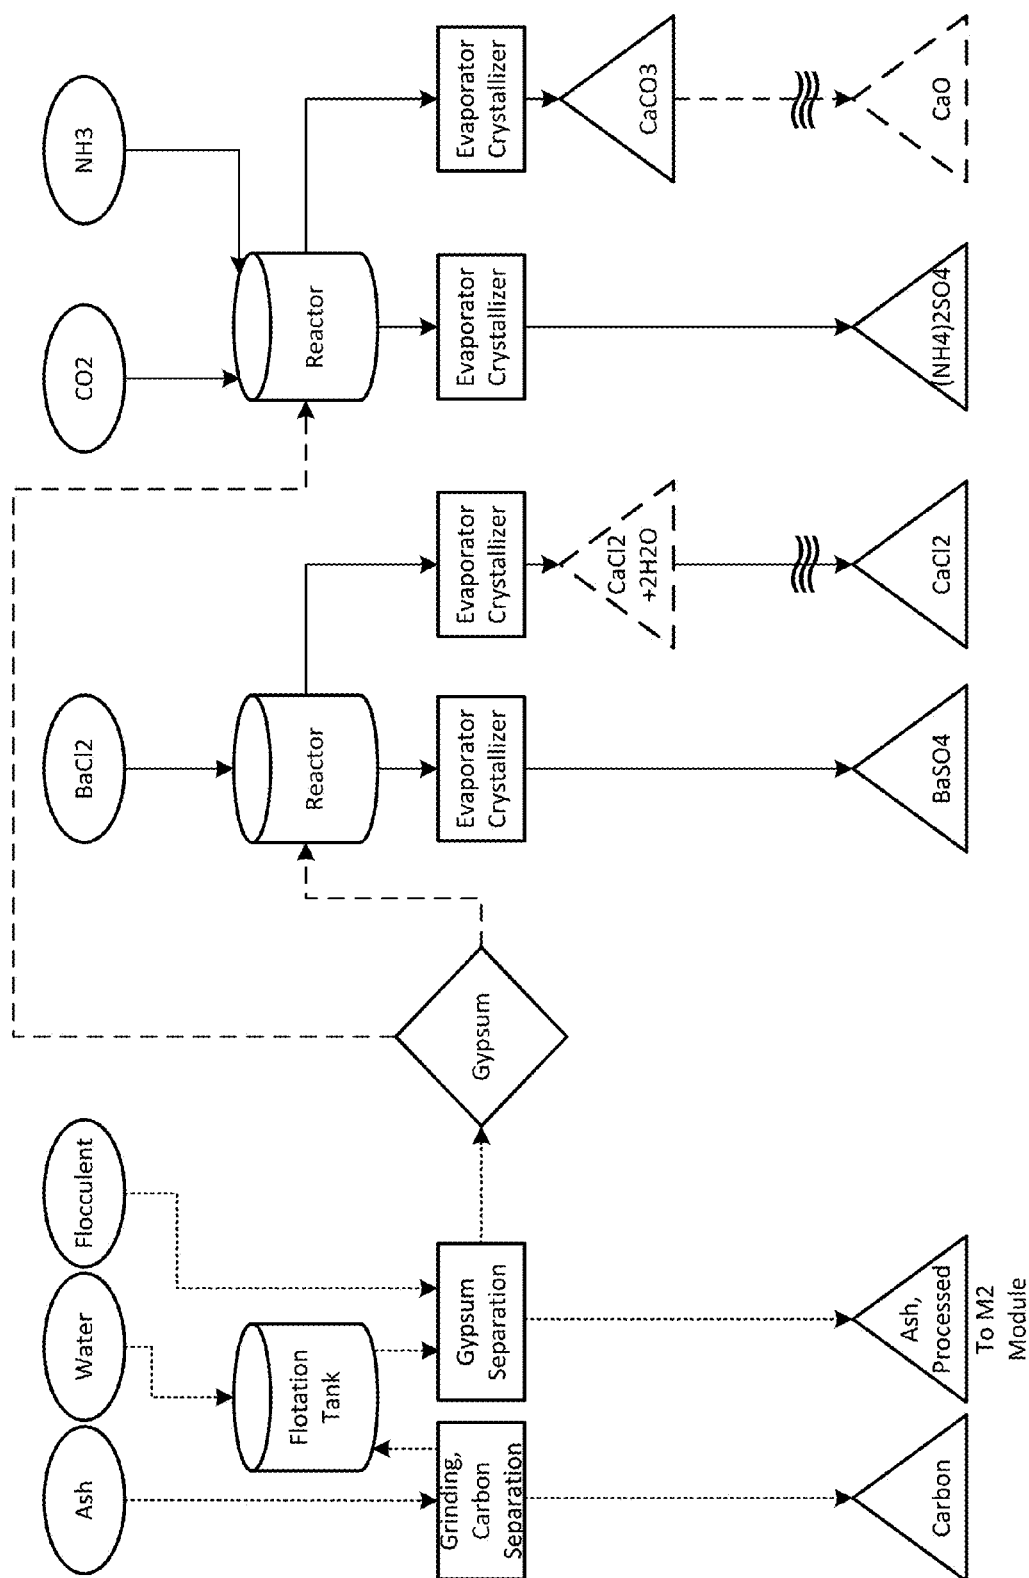 Ash
Water
Flocculent
BaCl2
CO2
NH3
Flotation
Tank
Reactor
Reactor
Grinding,
Carbon
Separation
Gypsum
Separation
Gypsum
Evaporator
Crystallizer
Evaporator
Crystallizer
Evaporator
Crystallizer
Evaporator
Crystallizer
CaCl2
+2H2O
CaCO3
Carbon
Ash,
Processed
To M2
Module
BaSO4
CaCl2
(NH4)2SO4
CaO